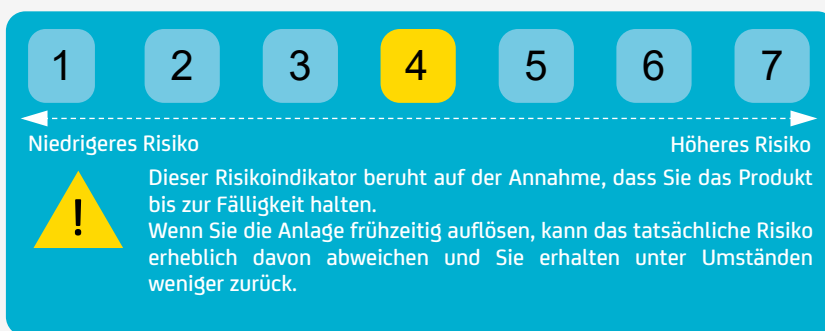 1 2 3 4 5 6 7
Niedrigeres Risiko Höheres Risiko
Dieser Risikoindikator beruht auf der Annahme, dass Sie das Produkt
bis zur Fälligkeit halten.
!
Wenn Sie die Anlage frühzeitig auflösen, kann das tatsächliche Risiko
erheblich davon abweichen und Sie erhalten unter Umständen
weniger zurück.